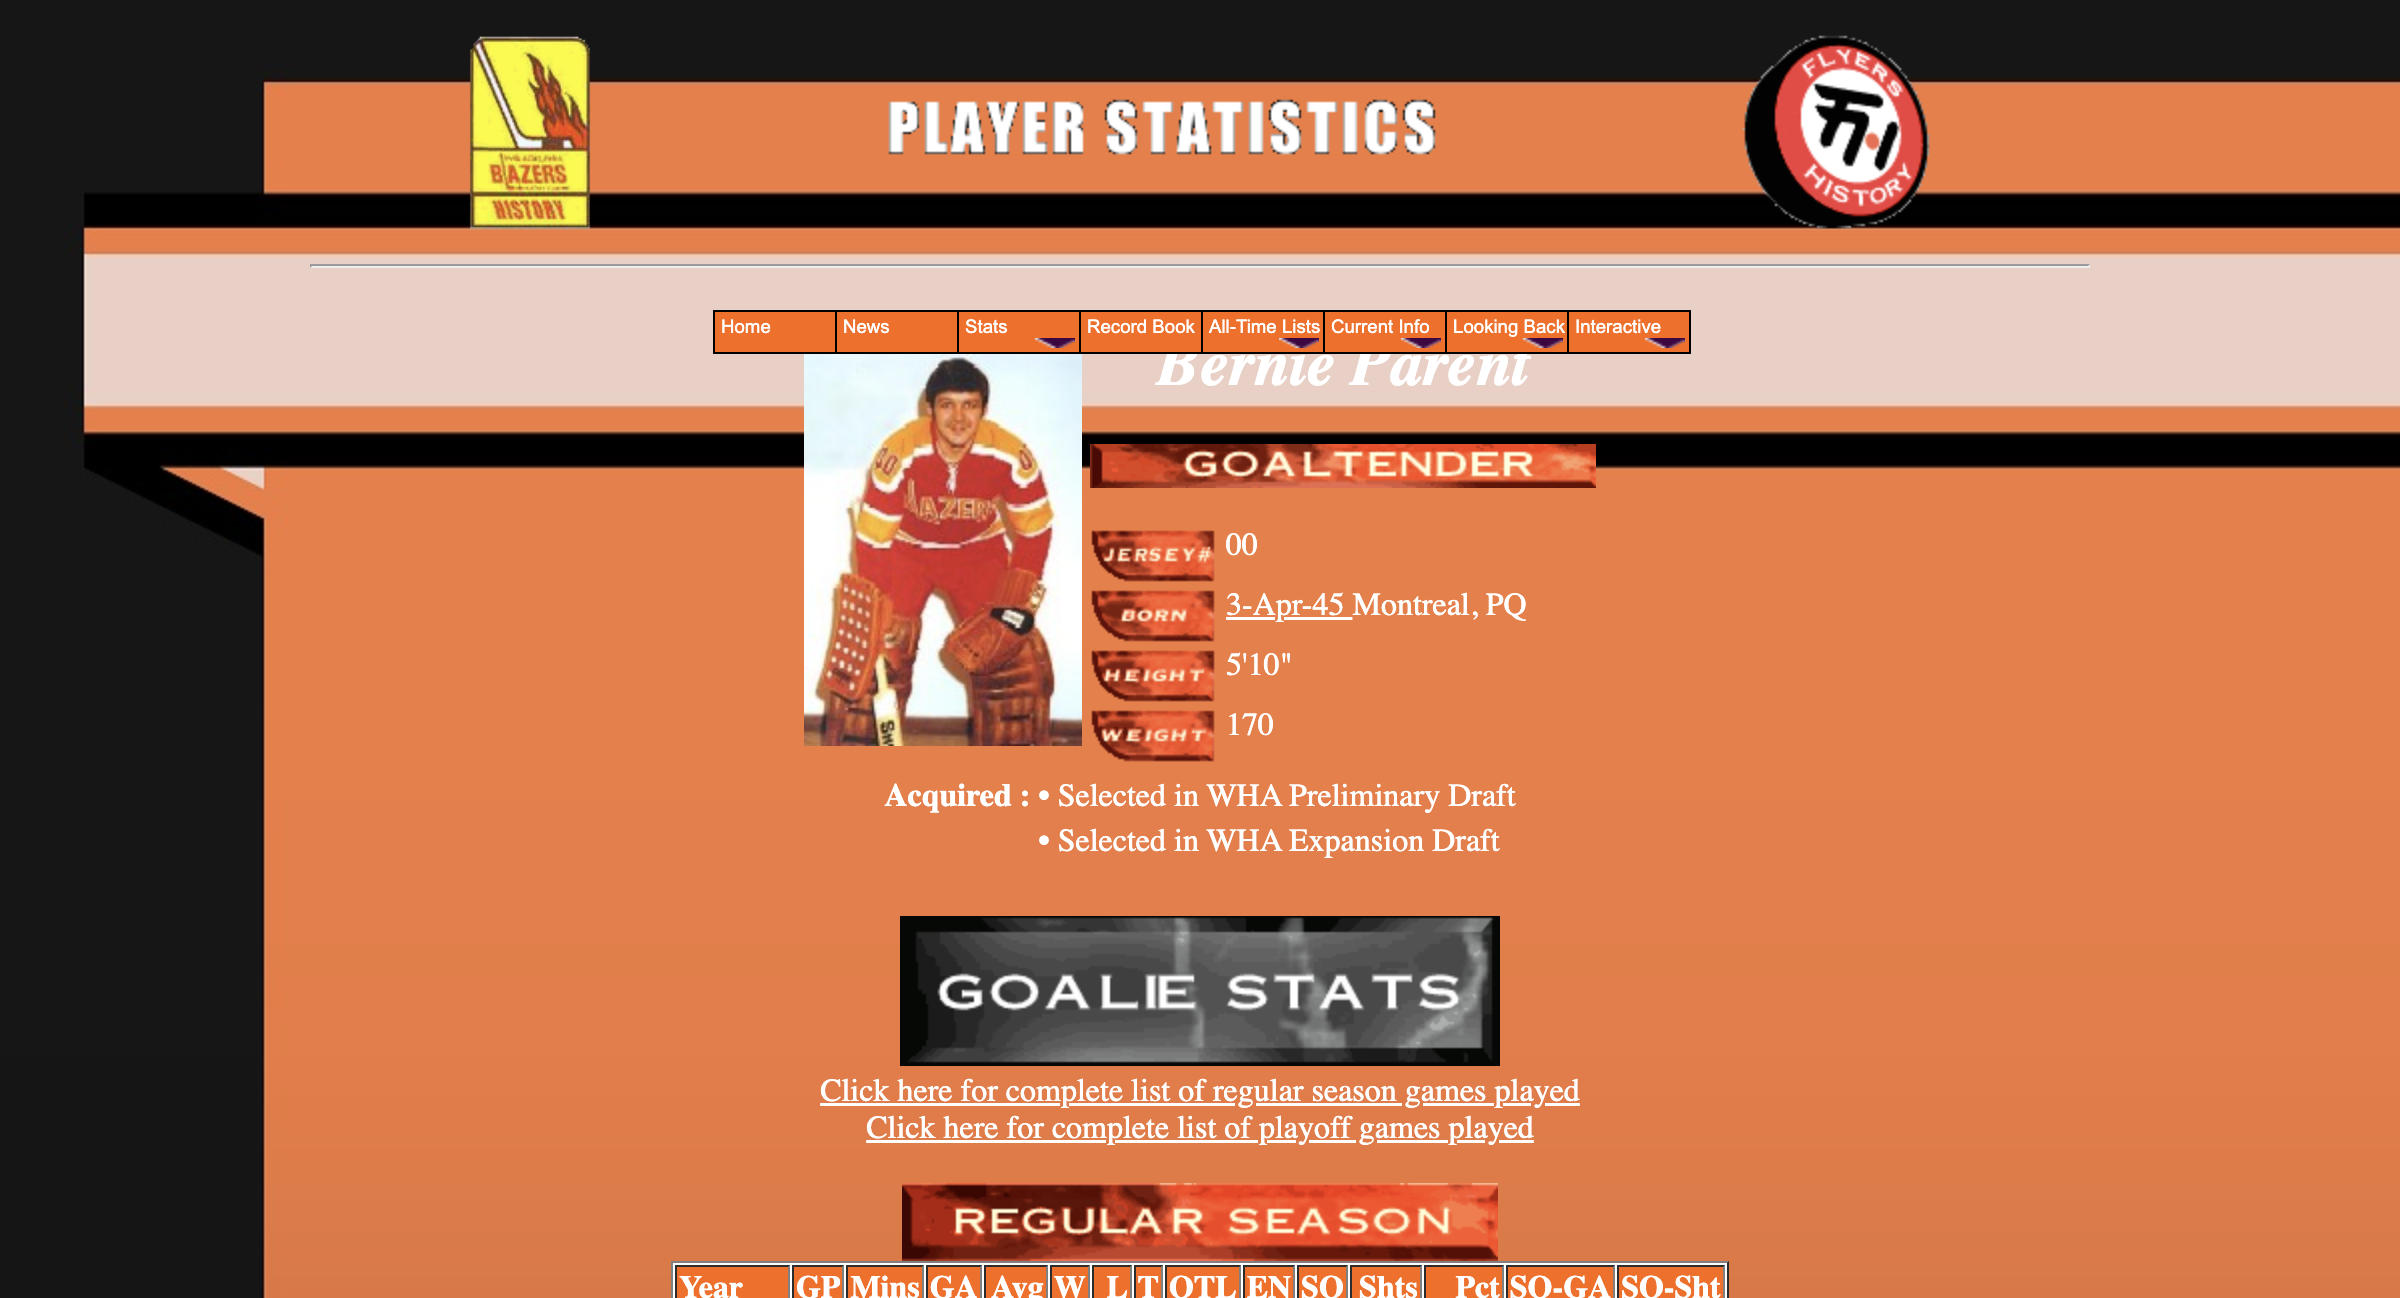 PLAYER STATISTICS
BLAZERS
HISTORY
FLYERS
HISTORY
Home News Stats Record Book All-Time Lists Current Info Looking Back Interactive
Bernie Parent
GOALTENDER
JERSEY# 00
BORN 3-Apr-45 Montreal, PQ
HEIGHT 5'10"
WEIGHT 170
Acquired : • Selected in WHA Preliminary Draft
• Selected in WHA Expansion Draft
GOALIE STATS
Click here for complete list of regular season games played
Click here for complete list of playoff games played
REGULAR SEASON
Year GP Mins GA Avg W L T OTL EN SO Shts Pct SO-GA SO-Sht